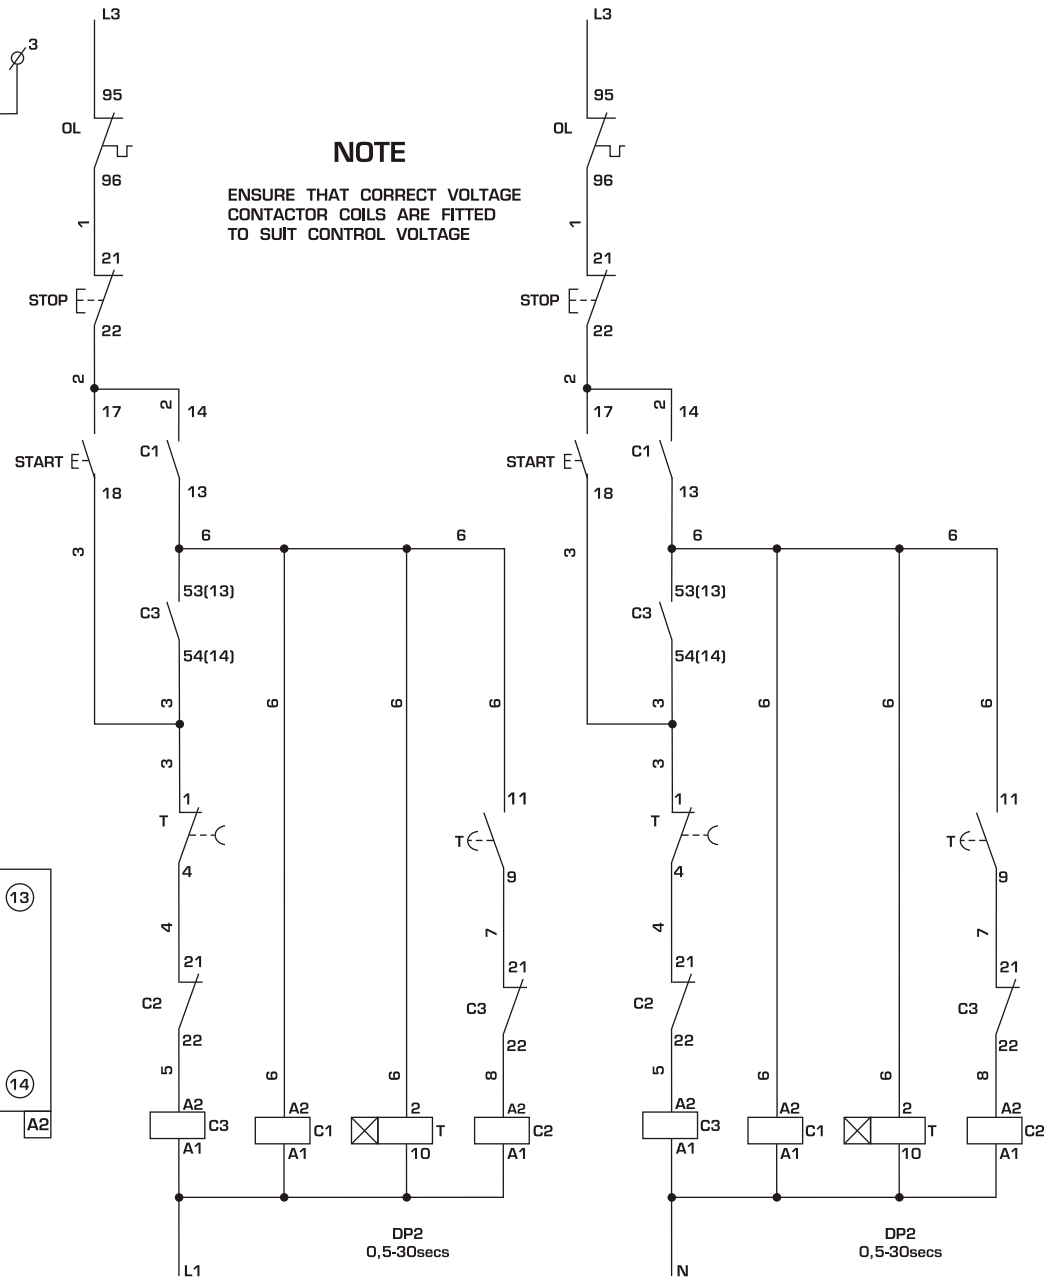 L3
3
95
OL
96
1
21
STOP
22
2
2
17
14
START
C1
18
13
3
6
6
53(13)
C3
54(14)
3
6
6
6
3
1
T
4
11
T
9
4
7
21
C2
22
21
C3
22
5
6
6
8
A2
C3
A1
A2
C1
A1
2
T
10
A2
C2
A1
DP2
0,5-30secs
L1
NOTE
ENSURE THAT CORRECT VOLTAGE
CONTACTOR COILS ARE FITTED
TO SUIT CONTROL VOLTAGE
13
14
A2
L3
95
OL
96
1
21
STOP
22
2
2
17
14
START
C1
18
13
3
6
6
53(13)
C3
54(14)
3
6
6
6
3
1
T
4
11
T
9
4
7
21
C2
22
21
C3
22
5
6
6
8
A2
C3
A1
A2
C1
A1
2
T
10
A2
C2
A1
DP2
0,5-30secs
N